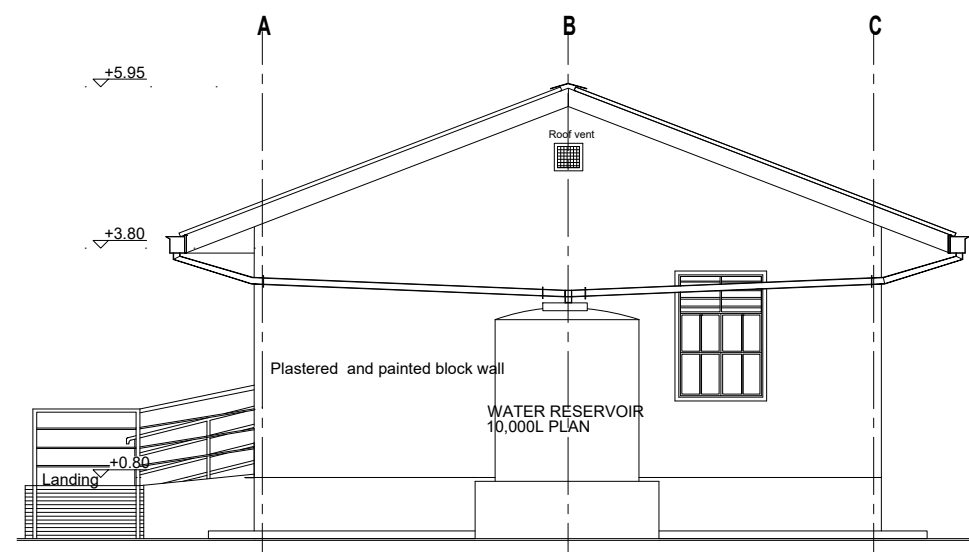 A
B
C
+5.95
Roof vent
+3.80
Plastered and painted block wall
WATER RESERVOIR
10,000L PLAN
+0.80
Landing